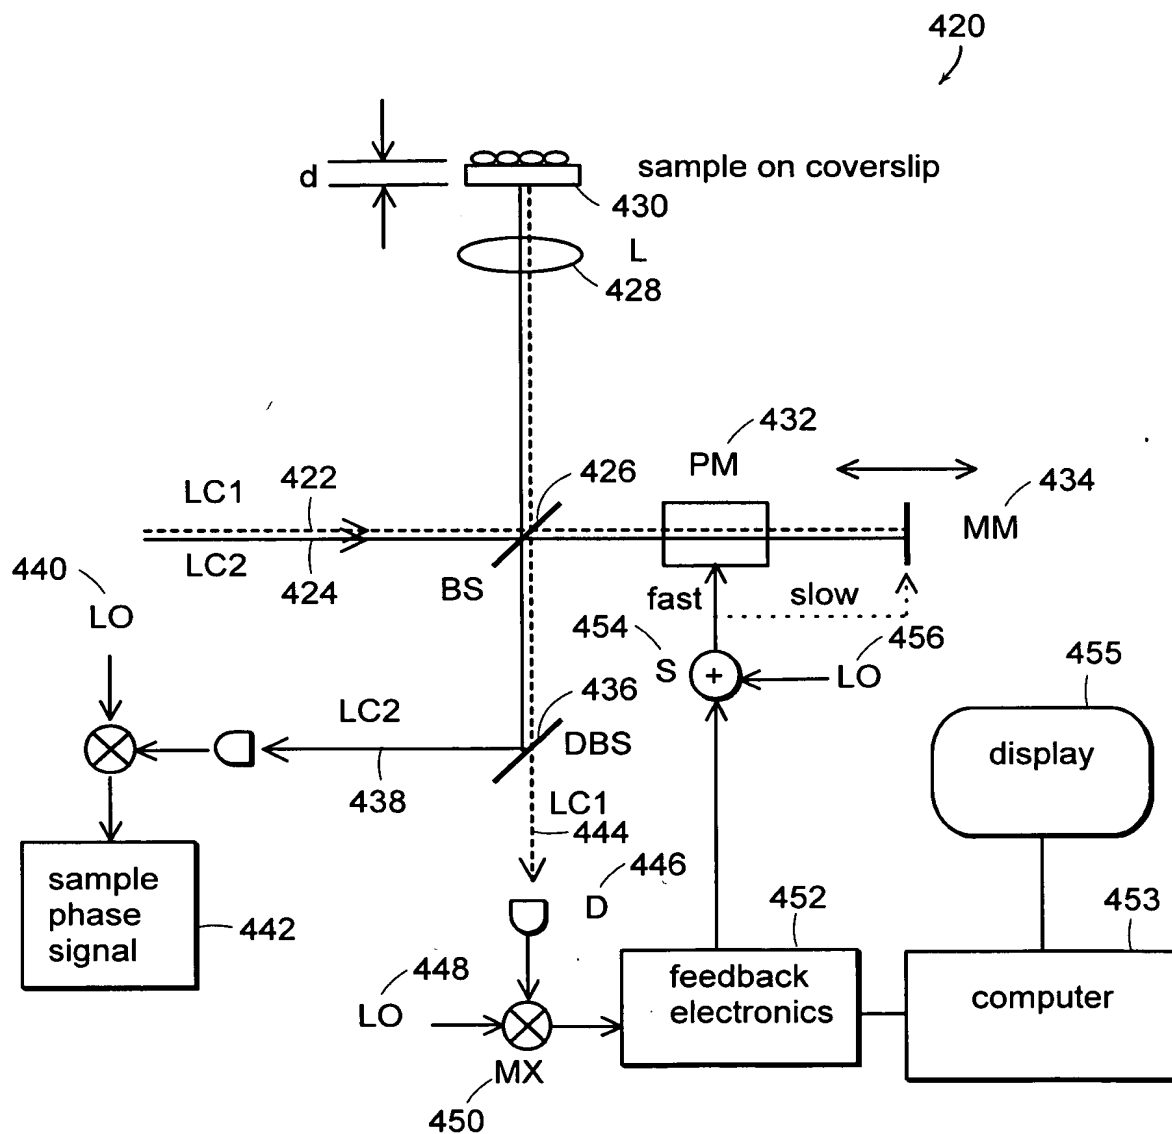 420
d
sample on coverslip
430
L
428
432
PM
426
434
MM
LC1
422
LC2
424
BS
440
LO
fast
slow
454
S
+
456
LO
455
display
LC2
436
DBS
438
LC1
444
446
D
sample
phase
signal
442
452
453
feedback
electronics
computer
448
LO
MX
450